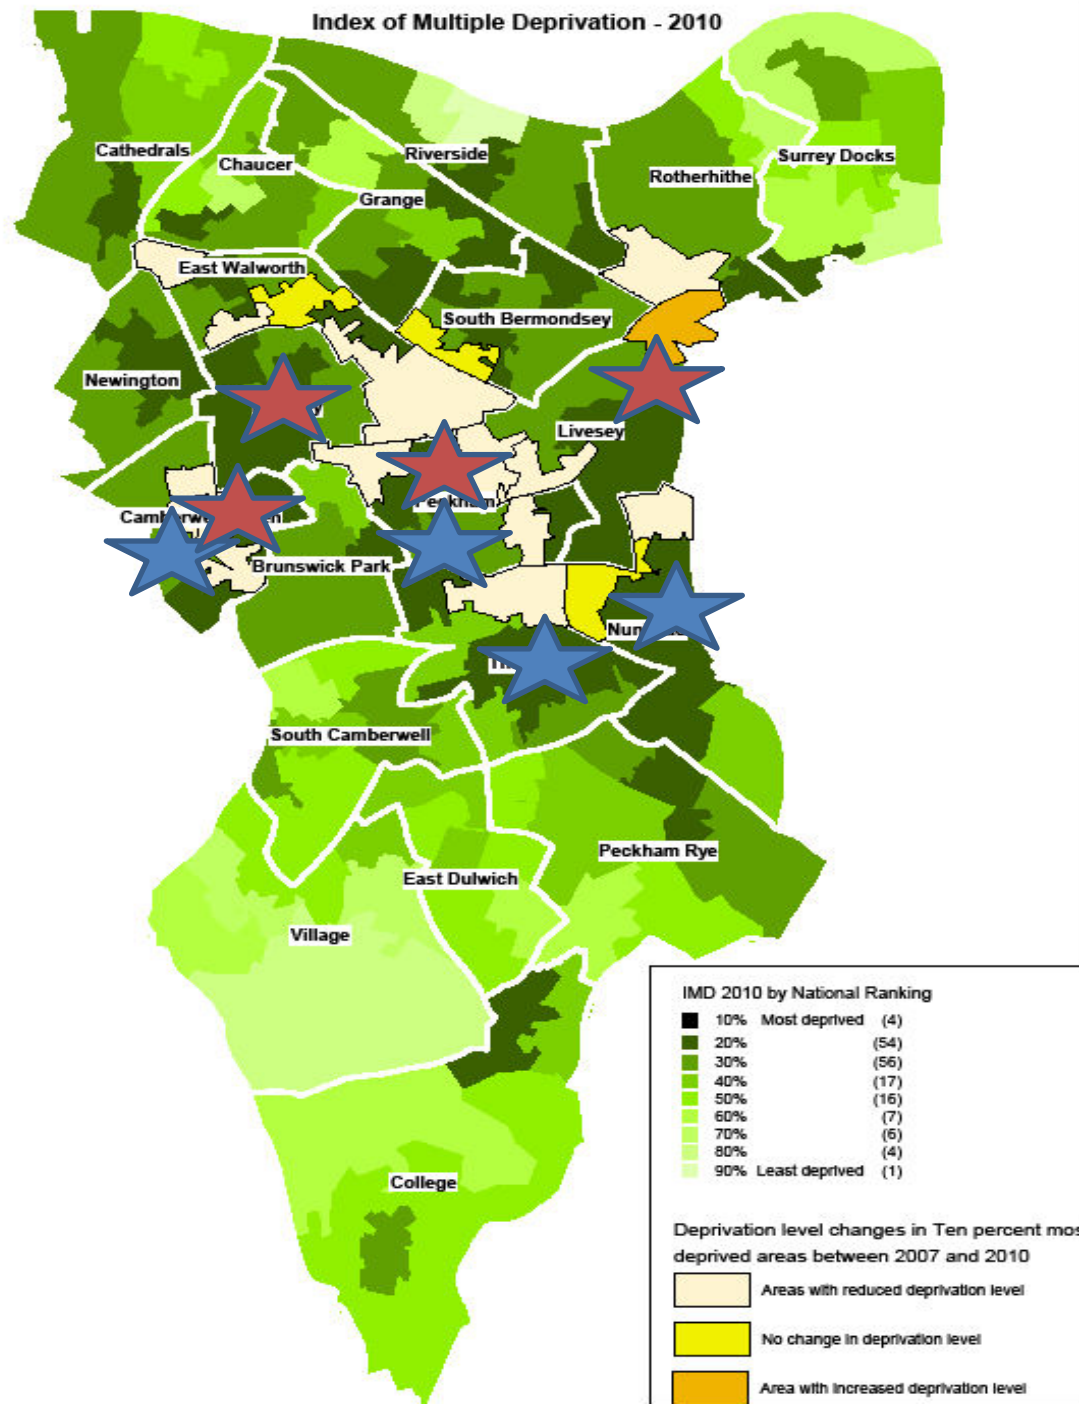 Index of Multiple Deprivation - 2010
Cathedrals
Chaucer
Riverside
Surrey Docks
Rotherhithe
Grange
East Walworth
South Bermondsey
Newington
Livesey
Peckham
Brunswick Park
South Camberwell
Peckham Rye
East Dulwich
Village
College
IMD 2010 by National Ranking
10% Most deprived (4)
20% (54)
30% (56)
40% (17)
50% (16)
60% (7)
70% (6)
80% (4)
90% Least deprived (1)
Deprivation level changes in Ten percent mos
deprived areas between 2007 and 2010
Areas with reduced deprivation level
No change in deprivation level
Area with increased deprivation level